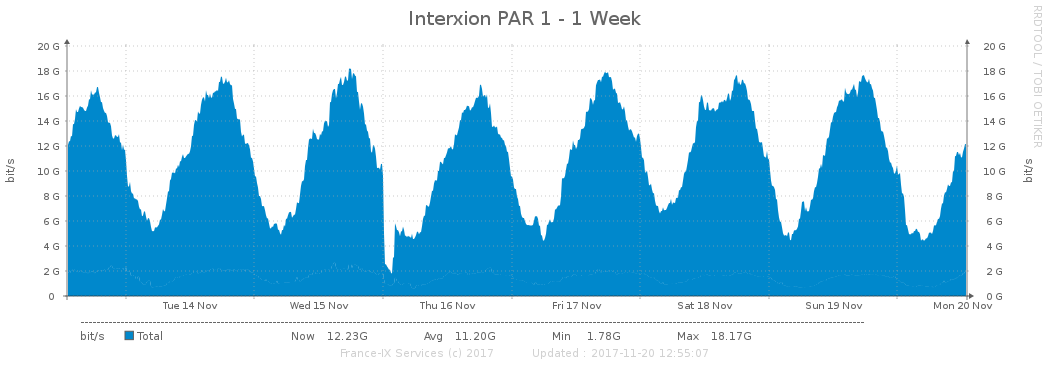 Interxion PAR 1 - 1 Week
RRDTOOL / TOBI OETIKER
20 G 20 G
18 G 18 G
16 G 16 G
14 G 14 G
12 G 12 G
10 G 10 G
8 G 8 G
6 G 6 G
4 G 4 G
2 G 2 G
0 0 G
bit/s
bit/s
Tue 14 Nov Wed 15 Nov Thu 16 Nov Fri 17 Nov Sat 18 Nov Sun 19 Nov Mon 20 Nov
bit/s Total Now 12.23G Avg 11.20G Min 1.78G Max 18.17G
France-IX Services (c) 2017 Updated : 2017-11-20 12:55:07